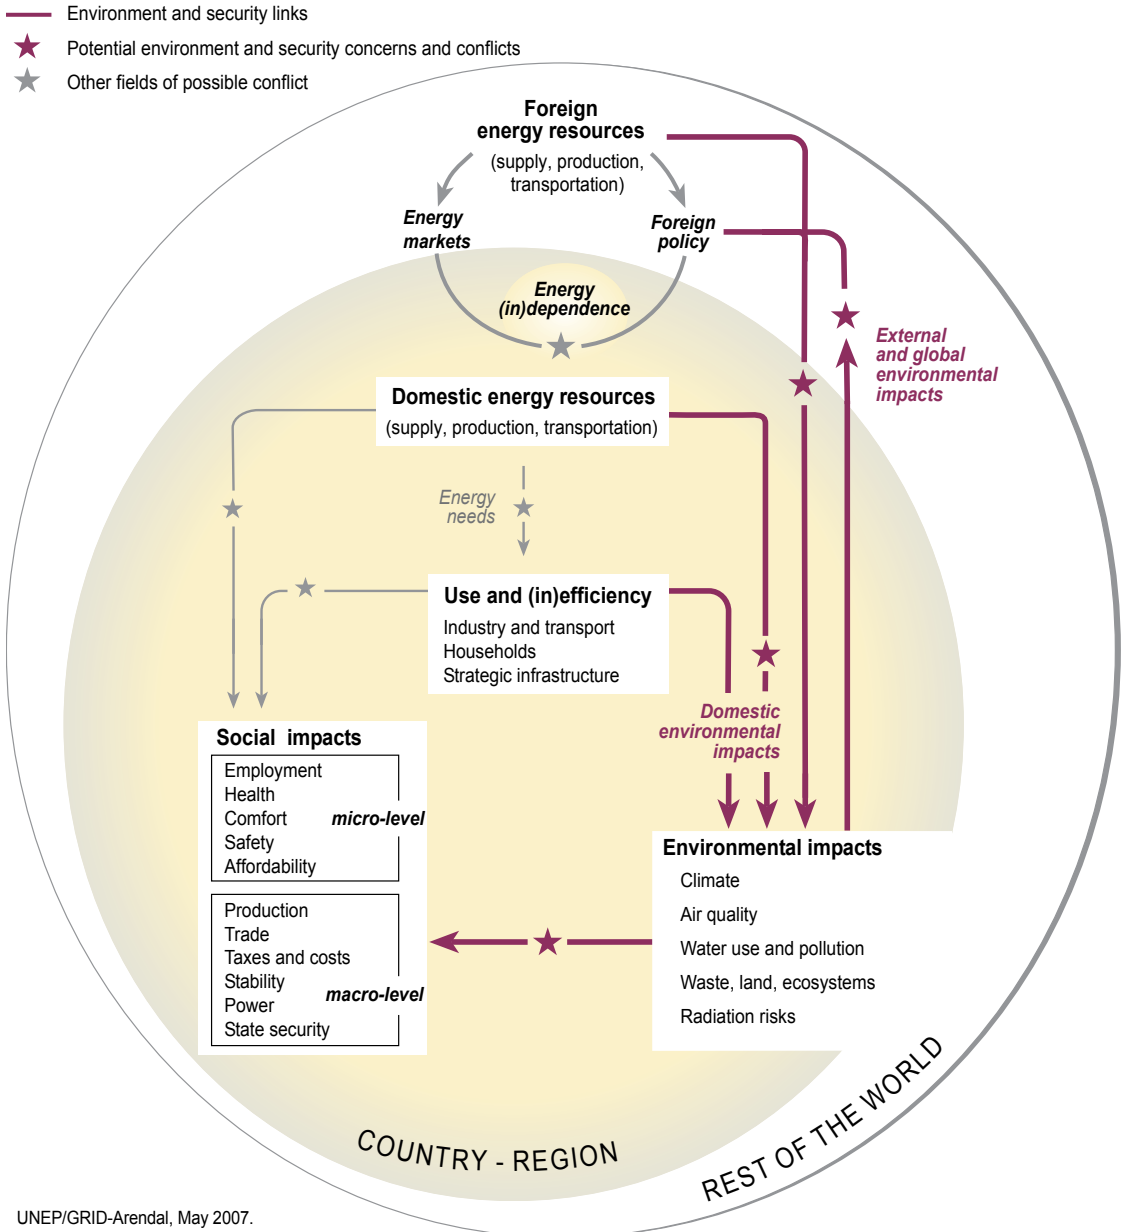 Environment and security links
Potential environment and security concerns and conflicts
Other fields of possible conflict
Foreign
energy resources
(supply, production,
transportation)
Energy
markets
Foreign
policy
Energy
(in)dependence
External
and global
environmental
impacts
Domestic energy resources
(supply, production, transportation)
Energy
needs
Use and (in)efficiency
Industry and transport
Households
Strategic infrastructure
Domestic
environmental
impacts
Social impacts
Employment
Health
Comfort
Safety
Affordability
micro-level
Production
Trade
Taxes and costs
Stability
Power
State security
macro-level
Environmental impacts
Climate
Air quality
Water use and pollution
Waste, land, ecosystems
Radiation risks
COUNTRY - REGION
REST OF THE WORLD
UNEP/GRID-Arendal, May 2007.